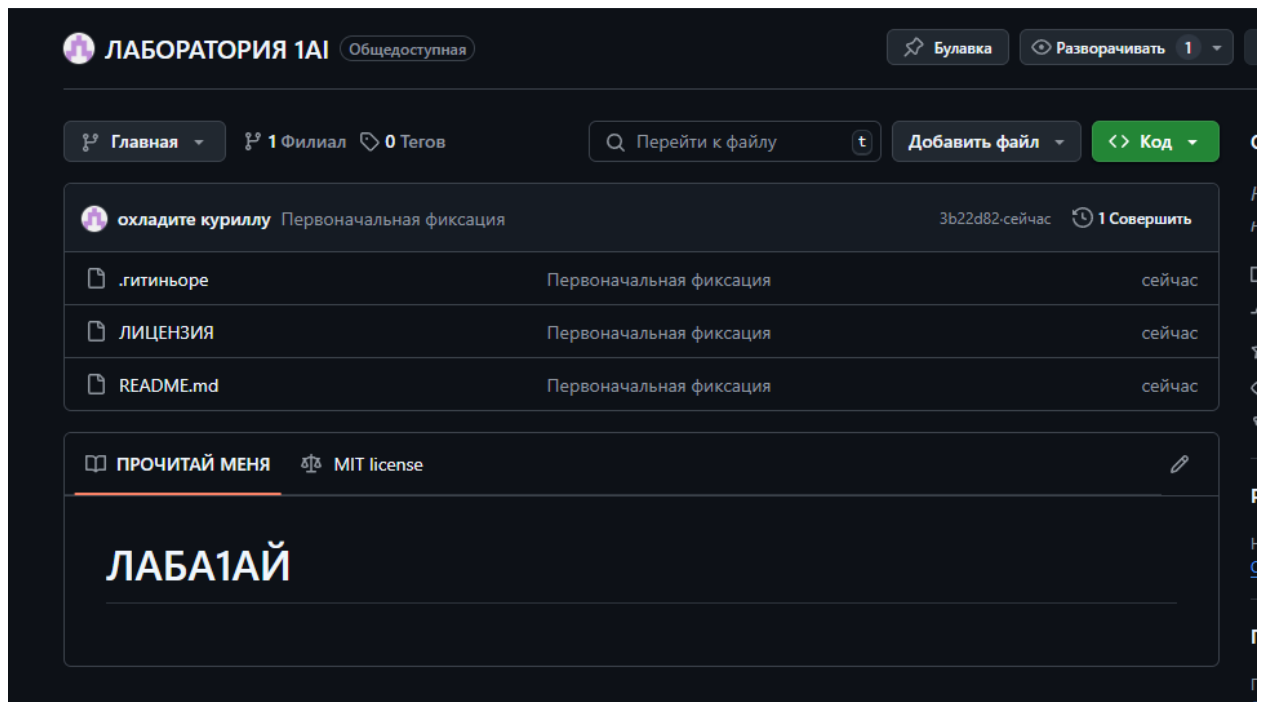 ЛАБОРАТОРИЯ 1AI Общедоступная Булавка Разворачивать 1
Главная 1 Филиал 0 Тегов Перейти к файлу t Добавить файл Код
охладите куриллу Первоначальная фиксация 3b22d82·сейчас 1 Совершить
.гитиньоре Первоначальная фиксация сейчас
ЛИЦЕНЗИЯ Первоначальная фиксация сейчас
README.md Первоначальная фиксация сейчас
ПРОЧИТАЙ МЕНЯ MIT license
ЛАБА1АЙ